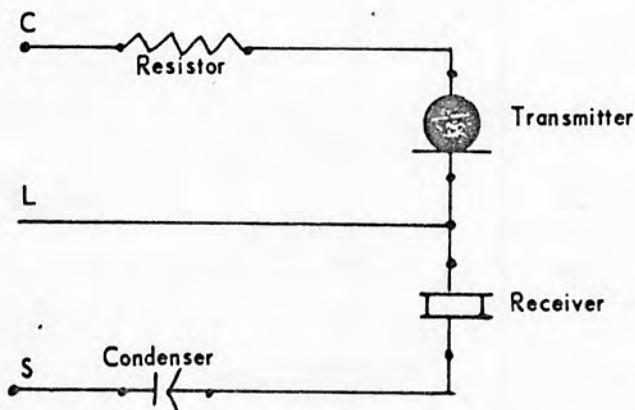 C
Resistor
Transmitter
L
Receiver
Condenser
S